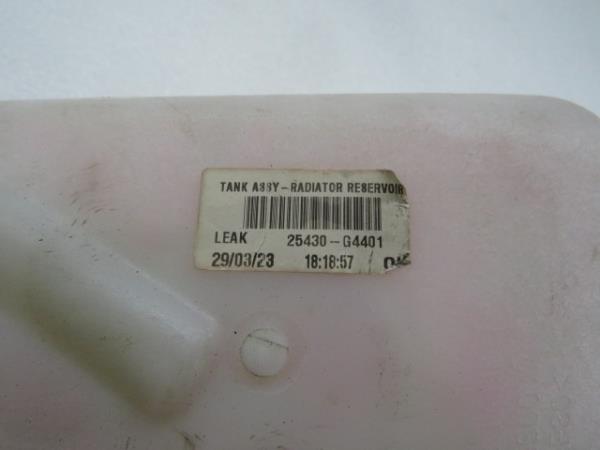 TANK ASSY-RADIATOR RESERVOIR
LEAK 25430-G4401
29/03/23 18:18:57